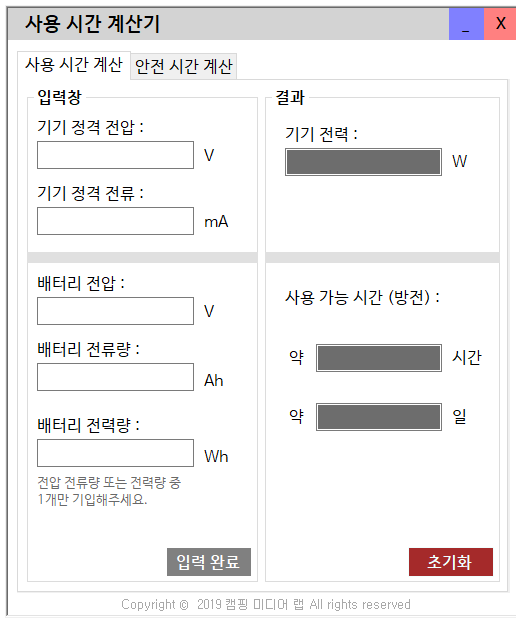 사용 시간 계산기
_ X
사용 시간 계산 안전 시간 계산
입력창
기기 정격 전압 :
V
기기 정격 전류 :
mA
배터리 전압 :
V
배터리 전류량 :
Ah
배터리 전력량 :
Wh
전압 전류량 또는 전력량 중
1개만 기입해주세요.
입력 완료
결과
기기 전력 :
W
사용 가능 시간 (방전) :
약 시간
약 일
초기화
Copyright © 2019 캠핑 미디어 랩 All rights reserved